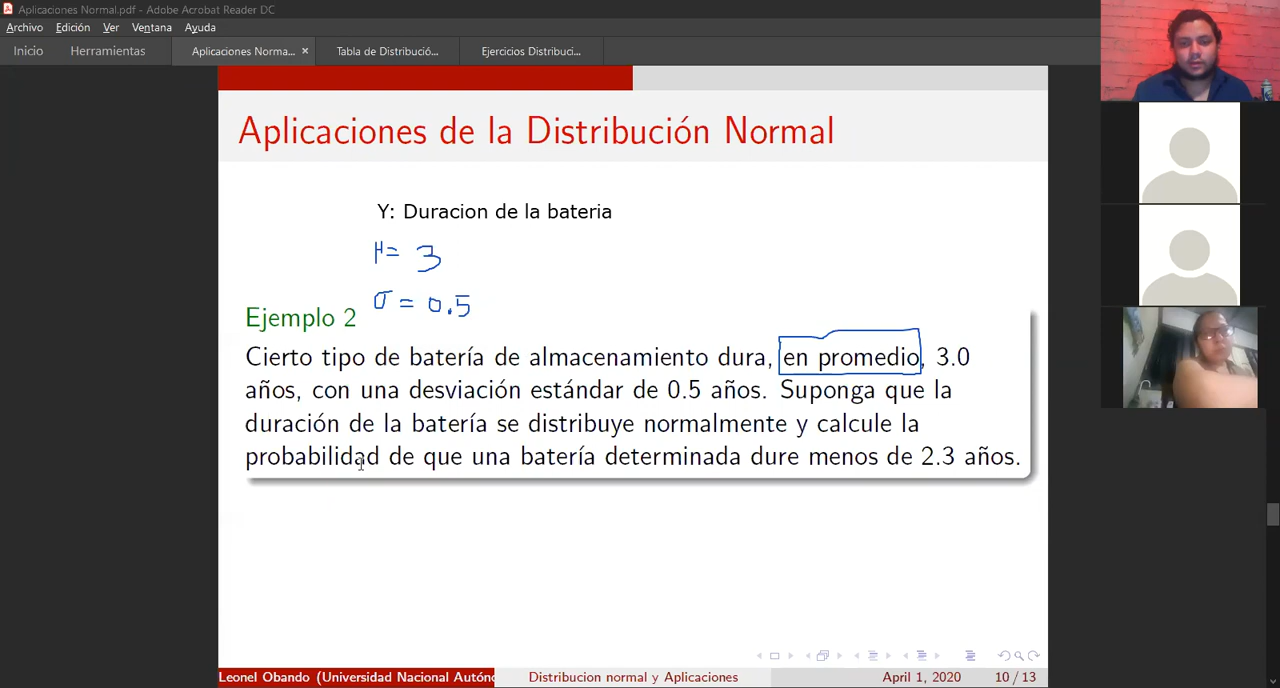 Aplicaciones Normal.pdf - Adobe Acrobat Reader DC
Archivo Edición Ver Ventana Ayuda
Inicio Herramientas Aplicaciones Norma... × Tabla de Distribució... Ejercicios Distribuci...
Aplicaciones de la Distribución Normal
Y: Duracion de la bateria
μ= 3
σ = 0.5
Ejemplo 2
Cierto tipo de batería de almacenamiento dura, en promedio, 3.0
años, con una desviación estándar de 0.5 años. Suponga que la
duración de la batería se distribuye normalmente y calcule la
probabilidad de que una batería determinada dure menos de 2.3 años.
Leonel Obando (Universidad Nacional Autónc Distribucion normal y Aplicaciones April 1, 2020 10 / 13